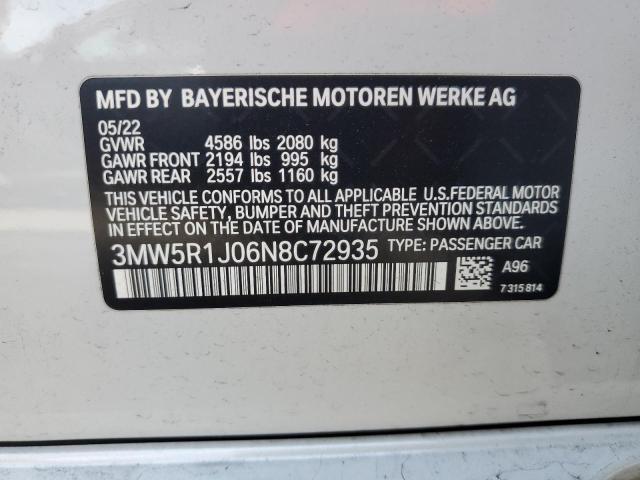 MFD BY BAYERISCHE MOTOREN WERKE AG
05/22
GVWR 4586 lbs 2080 kg
GAWR FRONT 2194 lbs 995 kg
GAWR REAR 2557 lbs 1160 kg
THIS VEHICLE CONFORMS TO ALL APPLICABLE U.S.FEDERAL MOTOR
VEHICLE SAFETY, BUMPER AND THEFT PREVENTION STANDARDS IN
EFFECT ON THE DATE OF MANUFACTURE SHOWN ABOVE:
3MW5R1J06N8C72935 TYPE: PASSENGER CAR
A96
7 315 814